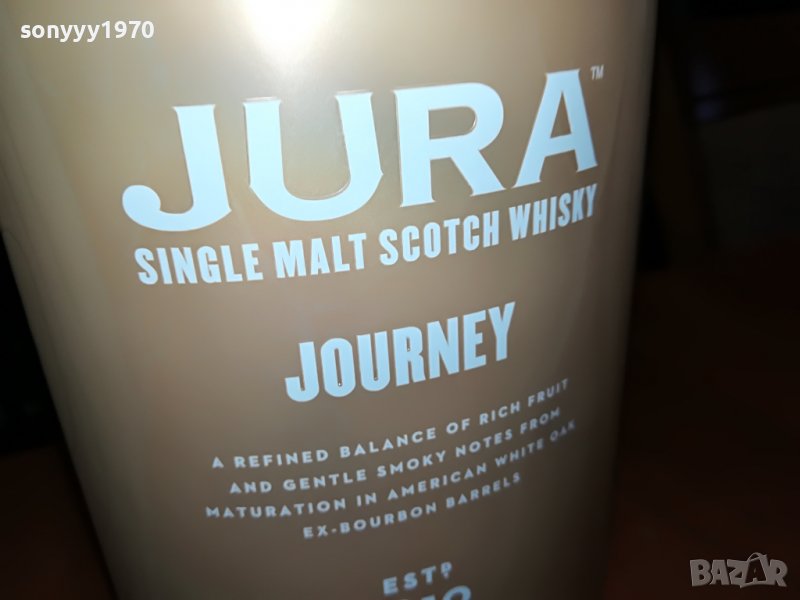 sonyyy1970
JURA™
SINGLE MALT SCOTCH WHISKY
JOURNEY
A REFINED BALANCE OF RICH FRUIT
AND GENTLE SMOKY NOTES FROM
MATURATION IN AMERICAN WHITE OAK
EX-BOURBON BARRELS
ESTD
BAZAR